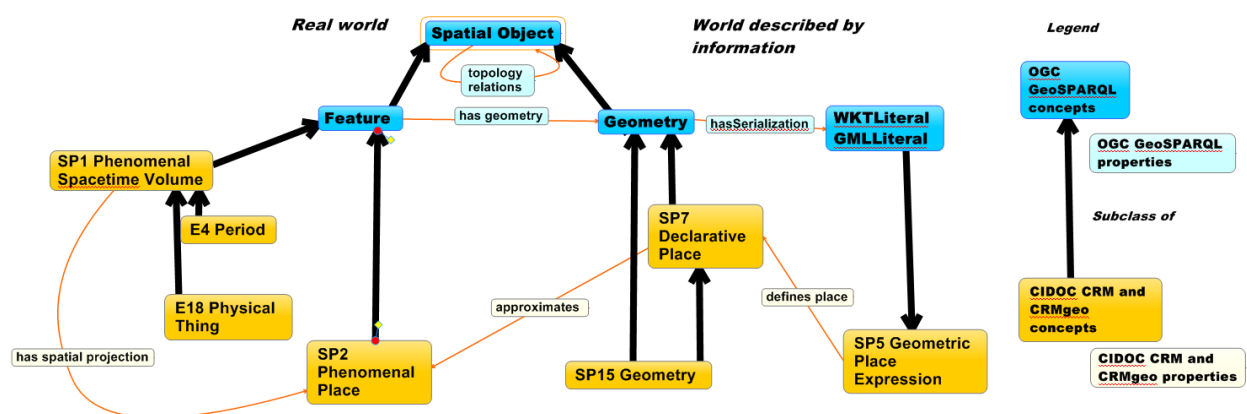 Real world
Spatial Object
World described by
information
Legend
topology
relations
OGC
GeoSPARQL
concepts
Feature
has geometry
Geometry
hasSerialization
WKTLiteral
GMLLiteral
OGC GeoSPARQL
properties
SP1 Phenomenal
Spacetime Volume
E4 Period
SP7
Declarative
Place
Subclass of
E18 Physical
Thing
approximates
defines place
CIDOC CRM and
CRMgeo
concepts
has spatial projection
SP2
Phenomenal
Place
SP15 Geometry
SP5 Geometric
Place
Expression
CIDOC CRM and
CRMgeo properties